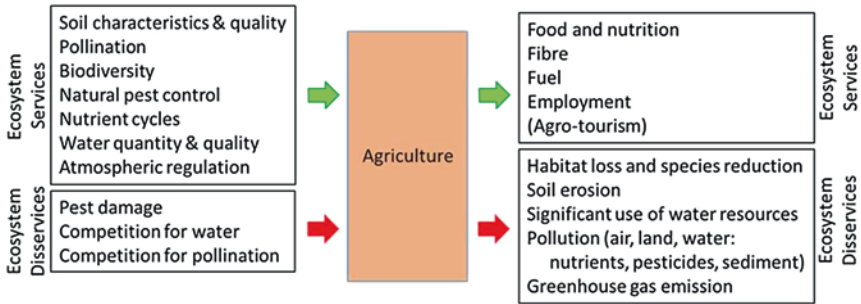 Ecosystem
Services
Soil characteristics & quality
Pollination
Biodiversity
Natural pest control
Nutrient cycles
Water quantity & quality
Atmospheric regulation
Ecosystem
Disservices
Pest damage
Competition for water
Competition for pollination
Agriculture
Food and nutrition
Fibre
Fuel
Employment
(Agro-tourism)
Ecosystem
Services
Habitat loss and species reduction
Soil erosion
Significant use of water resources
Pollution (air, land, water:
nutrients, pesticides, sediment)
Greenhouse gas emission
Ecosystem
Disservices